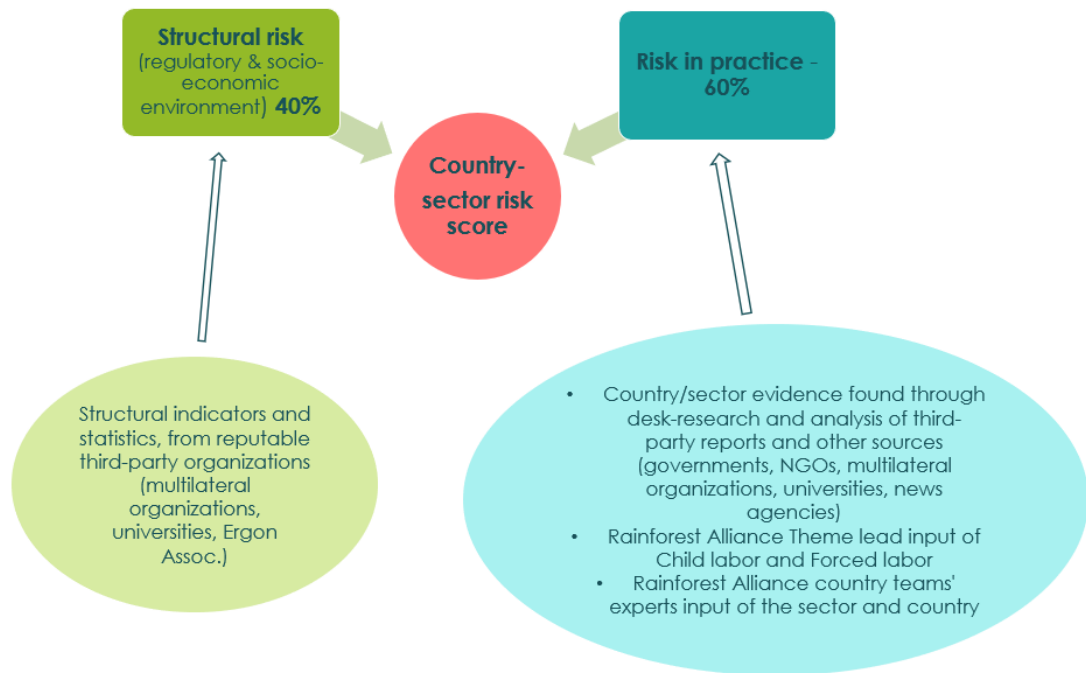 Structural risk
(regulatory & socio-
economic
environment) 40%
Risk in practice -
60%
Country-
sector risk
score
Structural indicators and
statistics, from reputable
third-party organizations
(multilateral
organizations,
universities, Ergon
Assoc.)
• Country/sector evidence found through
desk-research and analysis of third-
party reports and other sources
(governments, NGOs, multilateral
organizations, universities, news
agencies)
• Rainforest Alliance Theme lead input of
Child labor and Forced labor
• Rainforest Alliance country teams'
experts input of the sector and country